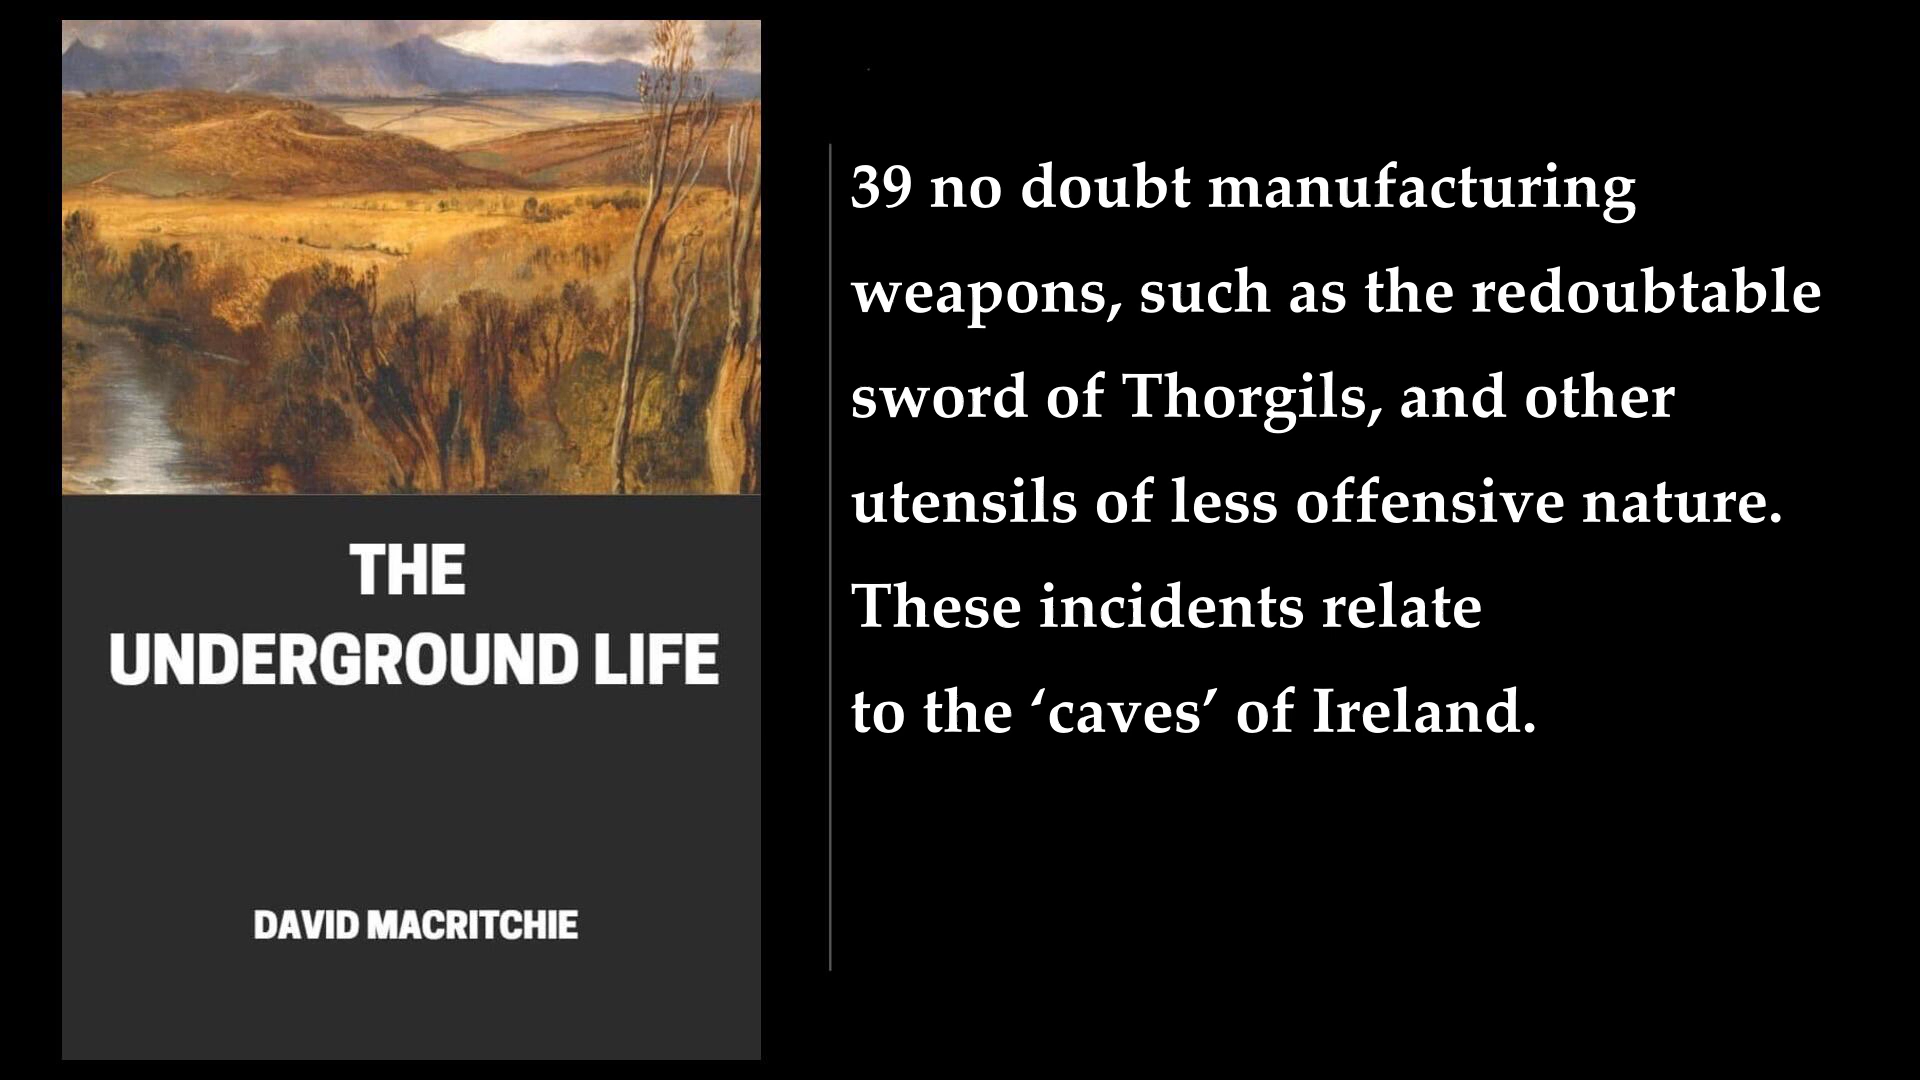 THE
UNDERGROUND LIFE
DAVID MACRITCHIE
39 no doubt manufacturing
weapons, such as the redoubtable
sword of Thorgils, and other
utensils of less offensive nature.
These incidents relate
to the ‘caves’ of Ireland.